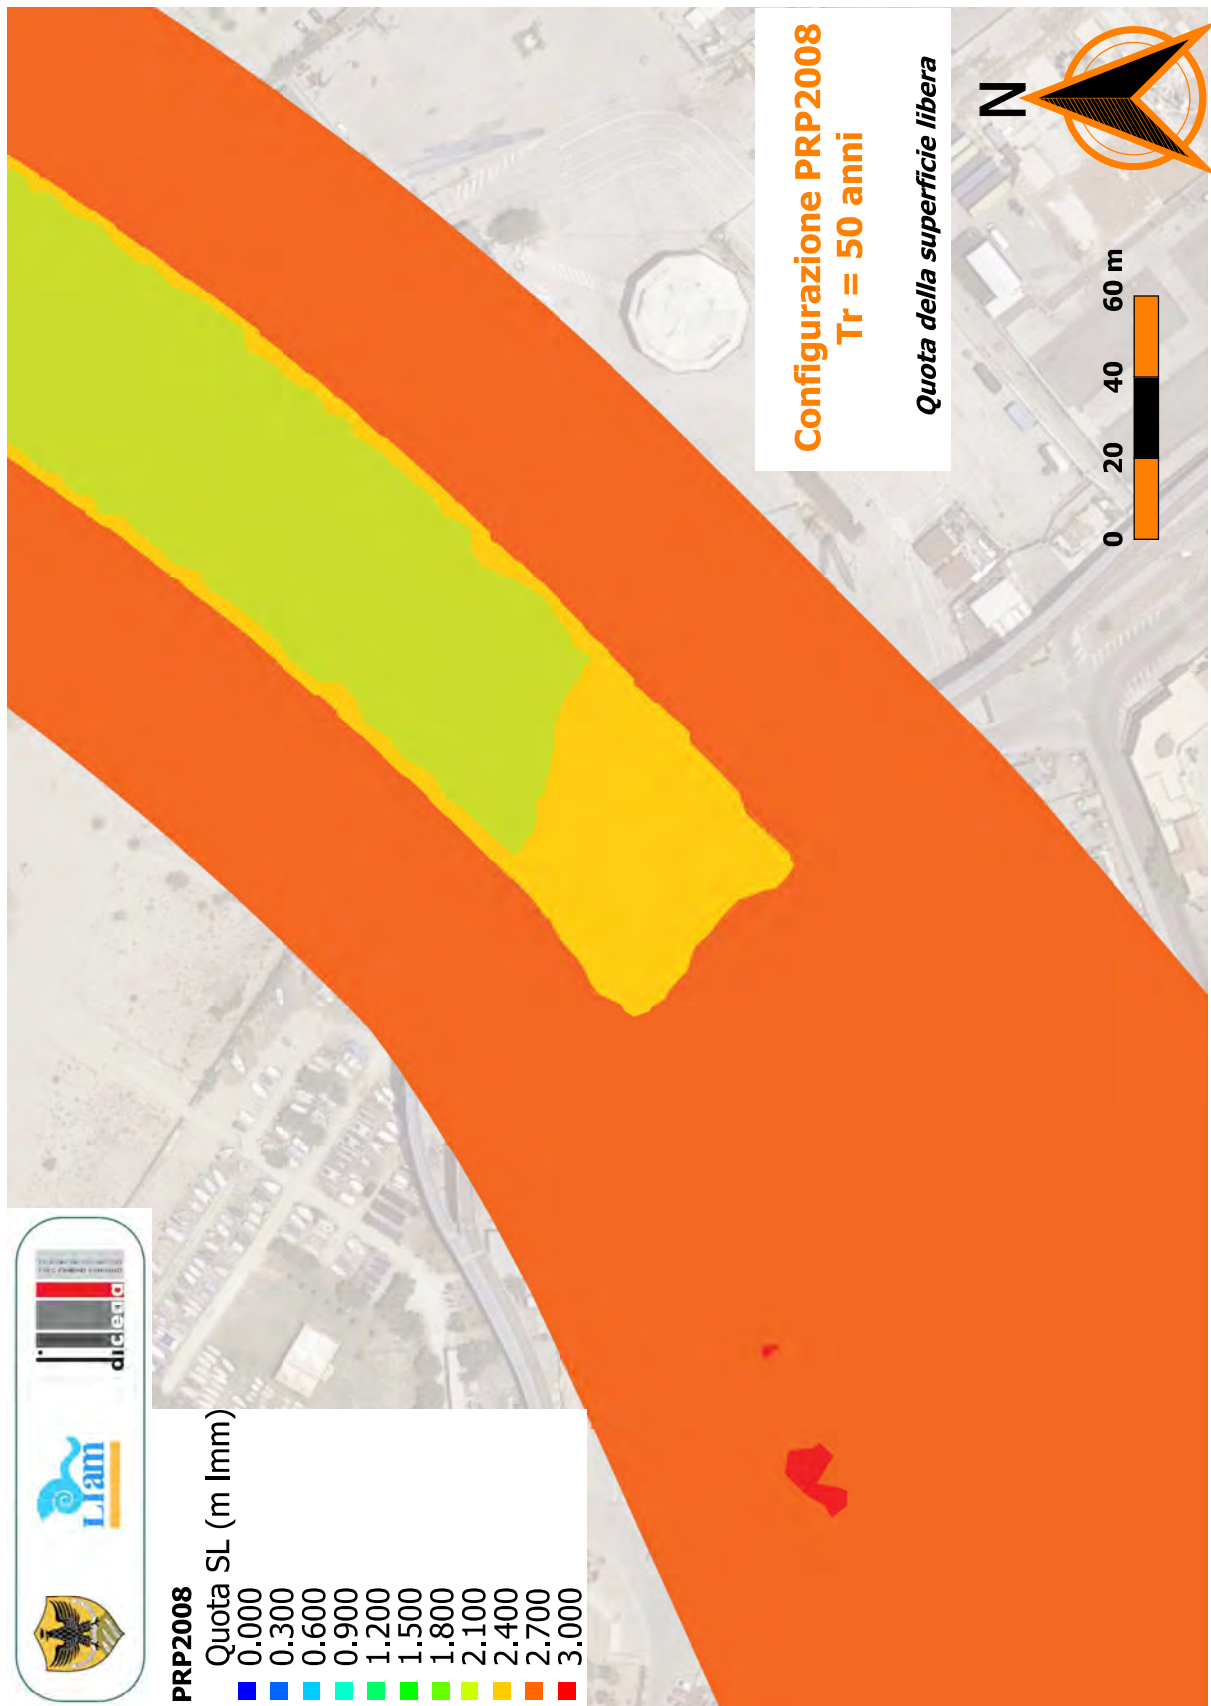 LIam
diceaa
PRP2008
Quota SL (m lmm)
0.000
0.300
0.600
0.900
1.200
1.500
1.800
2.100
2.400
2.700
3.000
Configurazione PRP2008
Tr = 50 anni
Quota della superficie libera
N
0 20 40 60 m